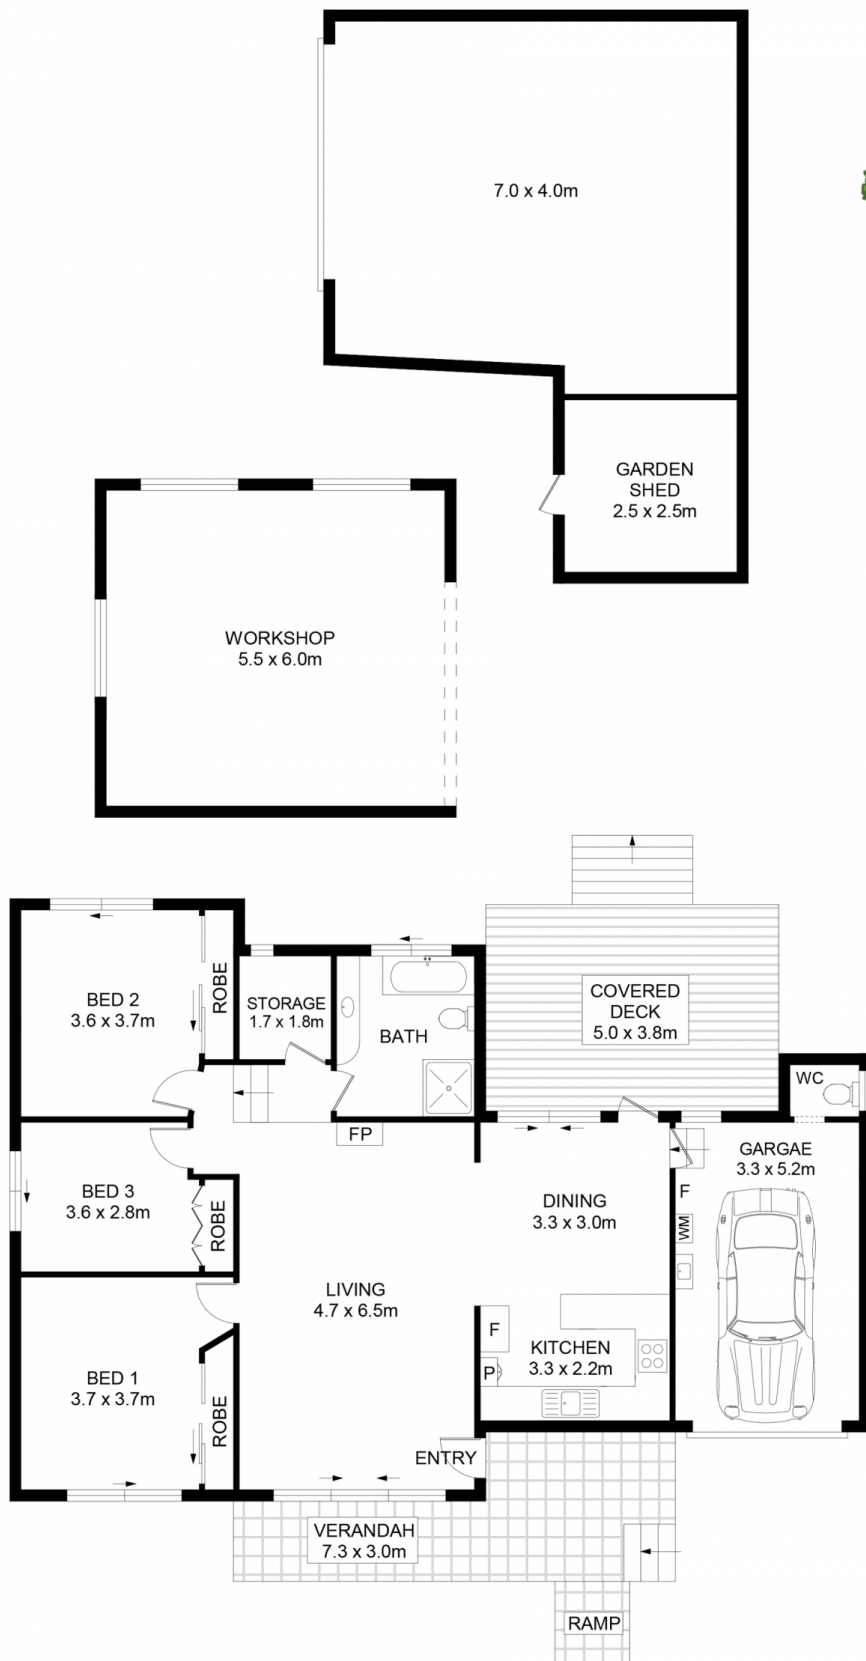 7.0 x 4.0m
GARDEN
SHED
2.5 x 2.5m
WORKSHOP
5.5 x 6.0m
BED 2
3.6 x 3.7m
ROBE
STORAGE
1.7 x 1.8m
BATH
COVERED
DECK
5.0 x 3.8m
WC
FP
GARGAE
3.3 x 5.2m
BED 3
3.6 x 2.8m
ROBE
DINING
3.3 x 3.0m
F
WM
LIVING
4.7 x 6.5m
F
KITCHEN
3.3 x 2.2m
P
BED 1
3.7 x 3.7m
ROBE
ENTRY
VERANDAH
7.3 x 3.0m
RAMP